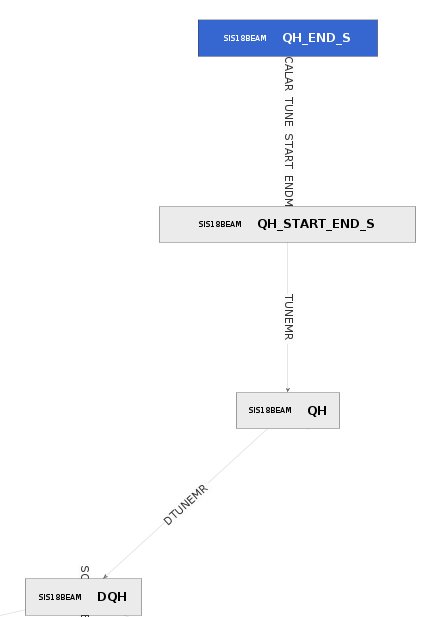 SIS18BEAM QH_END_S
CALAR TUNE START ENDM
SIS18BEAM QH_START_END_S
TUNEMR
SIS18BEAM QH
DTUNEMR
SIS18BEAM DQH